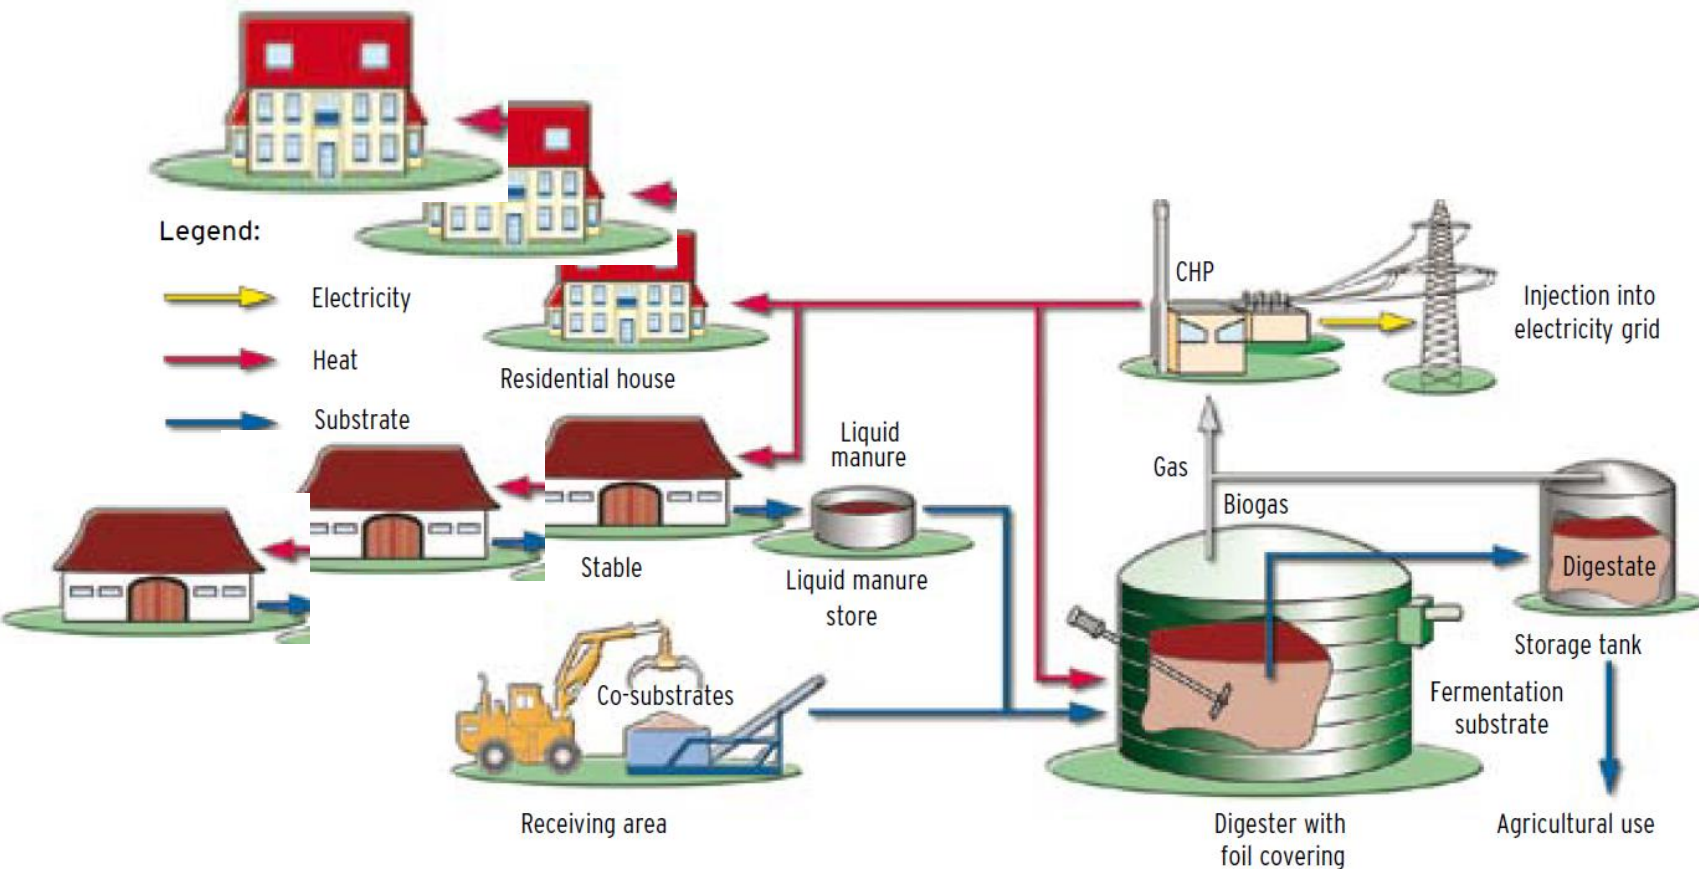 Legend:
Electricity
Heat
Substrate
CHP
Injection into
electricity grid
Residential house
Liquid
manure
Gas
Biogas
Stable
Liquid manure
store
Digestate
Storage tank
Co-substrates
Fermentation
substrate
Receiving area
Digester with
foil covering
Agricultural use